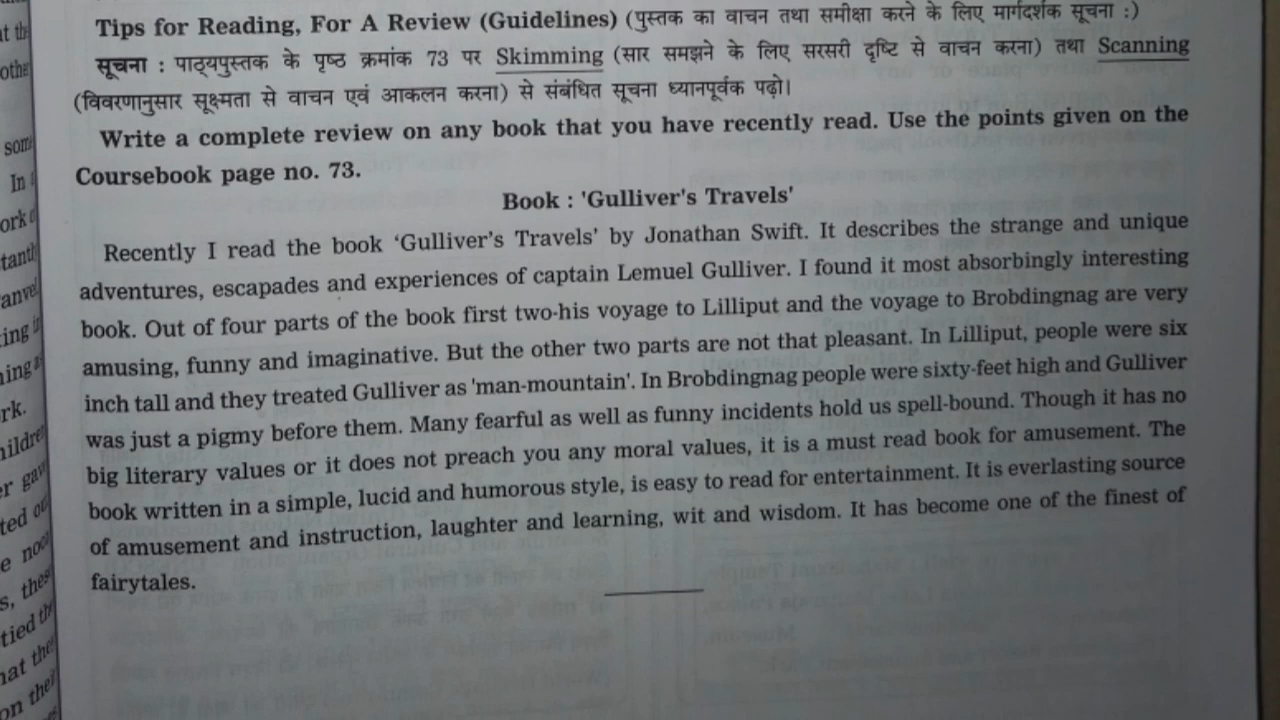 Tips for Reading, For A Review (Guidelines) (पुस्तक का वाचन तथा समीक्षा करने के लिए मार्गदर्शक सूचना :)
सूचना : पाठ्यपुस्तक के पृष्ठ क्रमांक 73 पर Skimming (सार समझने के लिए सरसरी दृष्टि से वाचन करना) तथा Scanning
(विवरणानुसार सूक्ष्मता से वाचन एवं आकलन करना) से संबंधित सूचना ध्यानपूर्वक पढ़ो।
Write a complete review on any book that you have recently read. Use the points given on the
Coursebook page no. 73.
Book : 'Gulliver's Travels'
Recently I read the book ‘Gulliver’s Travels’ by Jonathan Swift. It describes the strange and unique
adventures, escapades and experiences of captain Lemuel Gulliver. I found it most absorbingly interesting
book. Out of four parts of the book first two-his voyage to Lilliput and the voyage to Brobdingnag are very
amusing, funny and imaginative. But the other two parts are not that pleasant. In Lilliput, people were six
inch tall and they treated Gulliver as 'man-mountain'. In Brobdingnag people were sixty-feet high and Gulliver
was just a pigmy before them. Many fearful as well as funny incidents hold us spell-bound. Though it has no
big literary values or it does not preach you any moral values, it is a must read book for amusement. The
book written in a simple, lucid and humorous style, is easy to read for entertainment. It is everlasting source
of amusement and instruction, laughter and learning, wit and wisdom. It has become one of the finest of
fairytales.